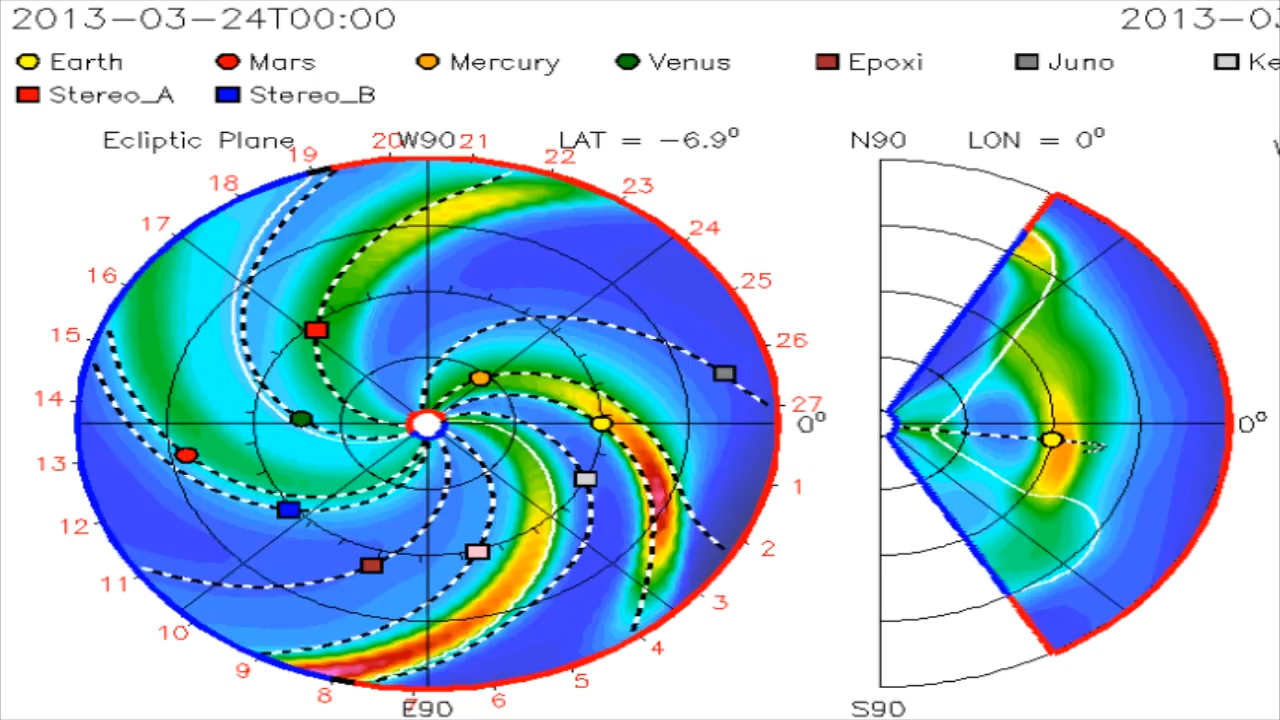 2013-03-24T00:00 2013-03
Earth Mars Mercury Venus Epoxi Juno Ke
Stereo_A Stereo_B
Ecliptic Plane W90 LAT = -6.9° N90 LON = 0°
19 20 21 22
18 23
17 24
16 25
15 26
14 27 0° 0°
13 1
12 2
11 3
10 4
9 5
8 7 6
E90 S90